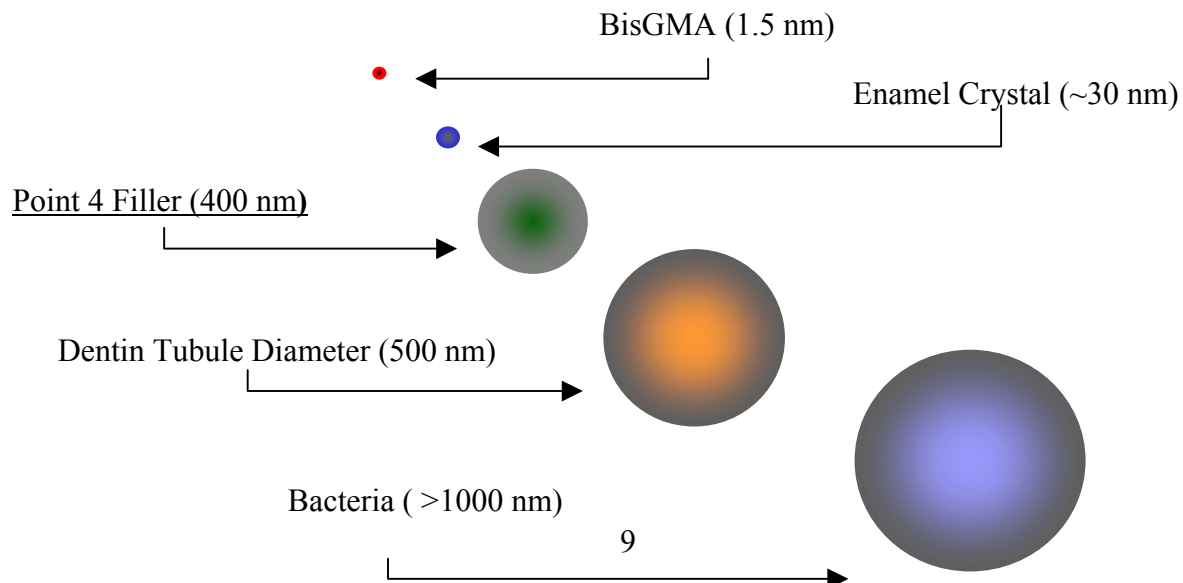 BisGMA (1.5 nm)
Enamel Crystal (~30 nm)
Point 4 Filler (400 nm)
Dentin Tubule Diameter (500 nm)
Bacteria ( >1000 nm)
9